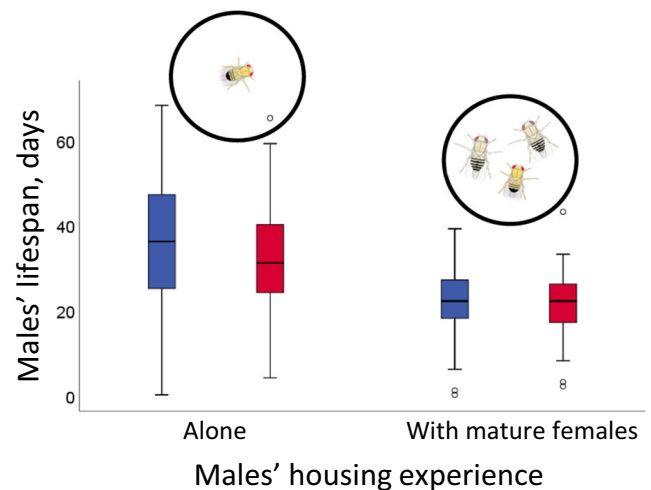 Males' lifespan, days
60
40
20
0
Alone
With mature females
Males' housing experience